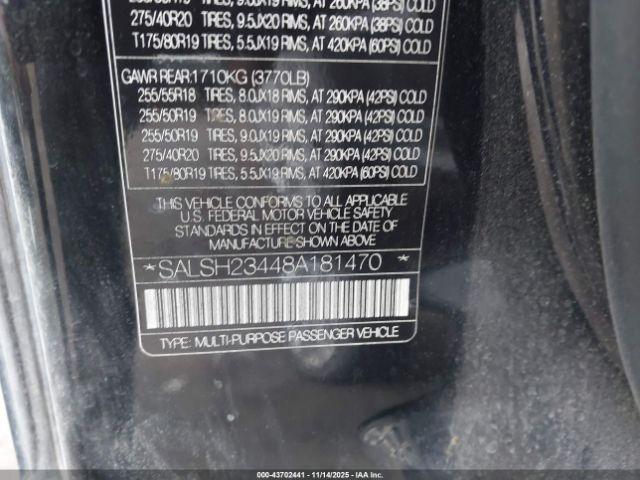 275/40R20 TIRES, 9.5JX20 RIMS, AT 260KPA (38PSI) COLD
T175/80R19 TIRES, 5.5JX19 RIMS, AT 420KPA (60PSI) COLD
GAWR REAR:1710KG (3770LB)
255/55R18 TIRES, 8.0JX18 RIMS, AT 290KPA (42PSI) COLD
255/50R19 TIRES, 8.0JX19 RIMS, AT 290KPA (42PSI) COLD
255/50R19 TIRES, 9.0JX19 RIMS, AT 290KPA (42PSI) COLD
275/40R20 TIRES, 9.5JX20 RIMS, AT 290KPA (42PSI) COLD
T175/80R19 TIRES, 5.5JX19 RIMS, AT 420KPA (60PSI) COLD
THIS VEHICLE CONFORMS TO ALL APPLICABLE
U.S. FEDERAL MOTOR VEHICLE SAFETY
STANDARDS IN EFFECT ON THE DATE OF
MANUFACTURE SHOWN ABOVE
*SALSH23448A181470*
TYPE: MULTI-PURPOSE PASSENGER VEHICLE
00-43702441 - 11/14/2025 - COPART